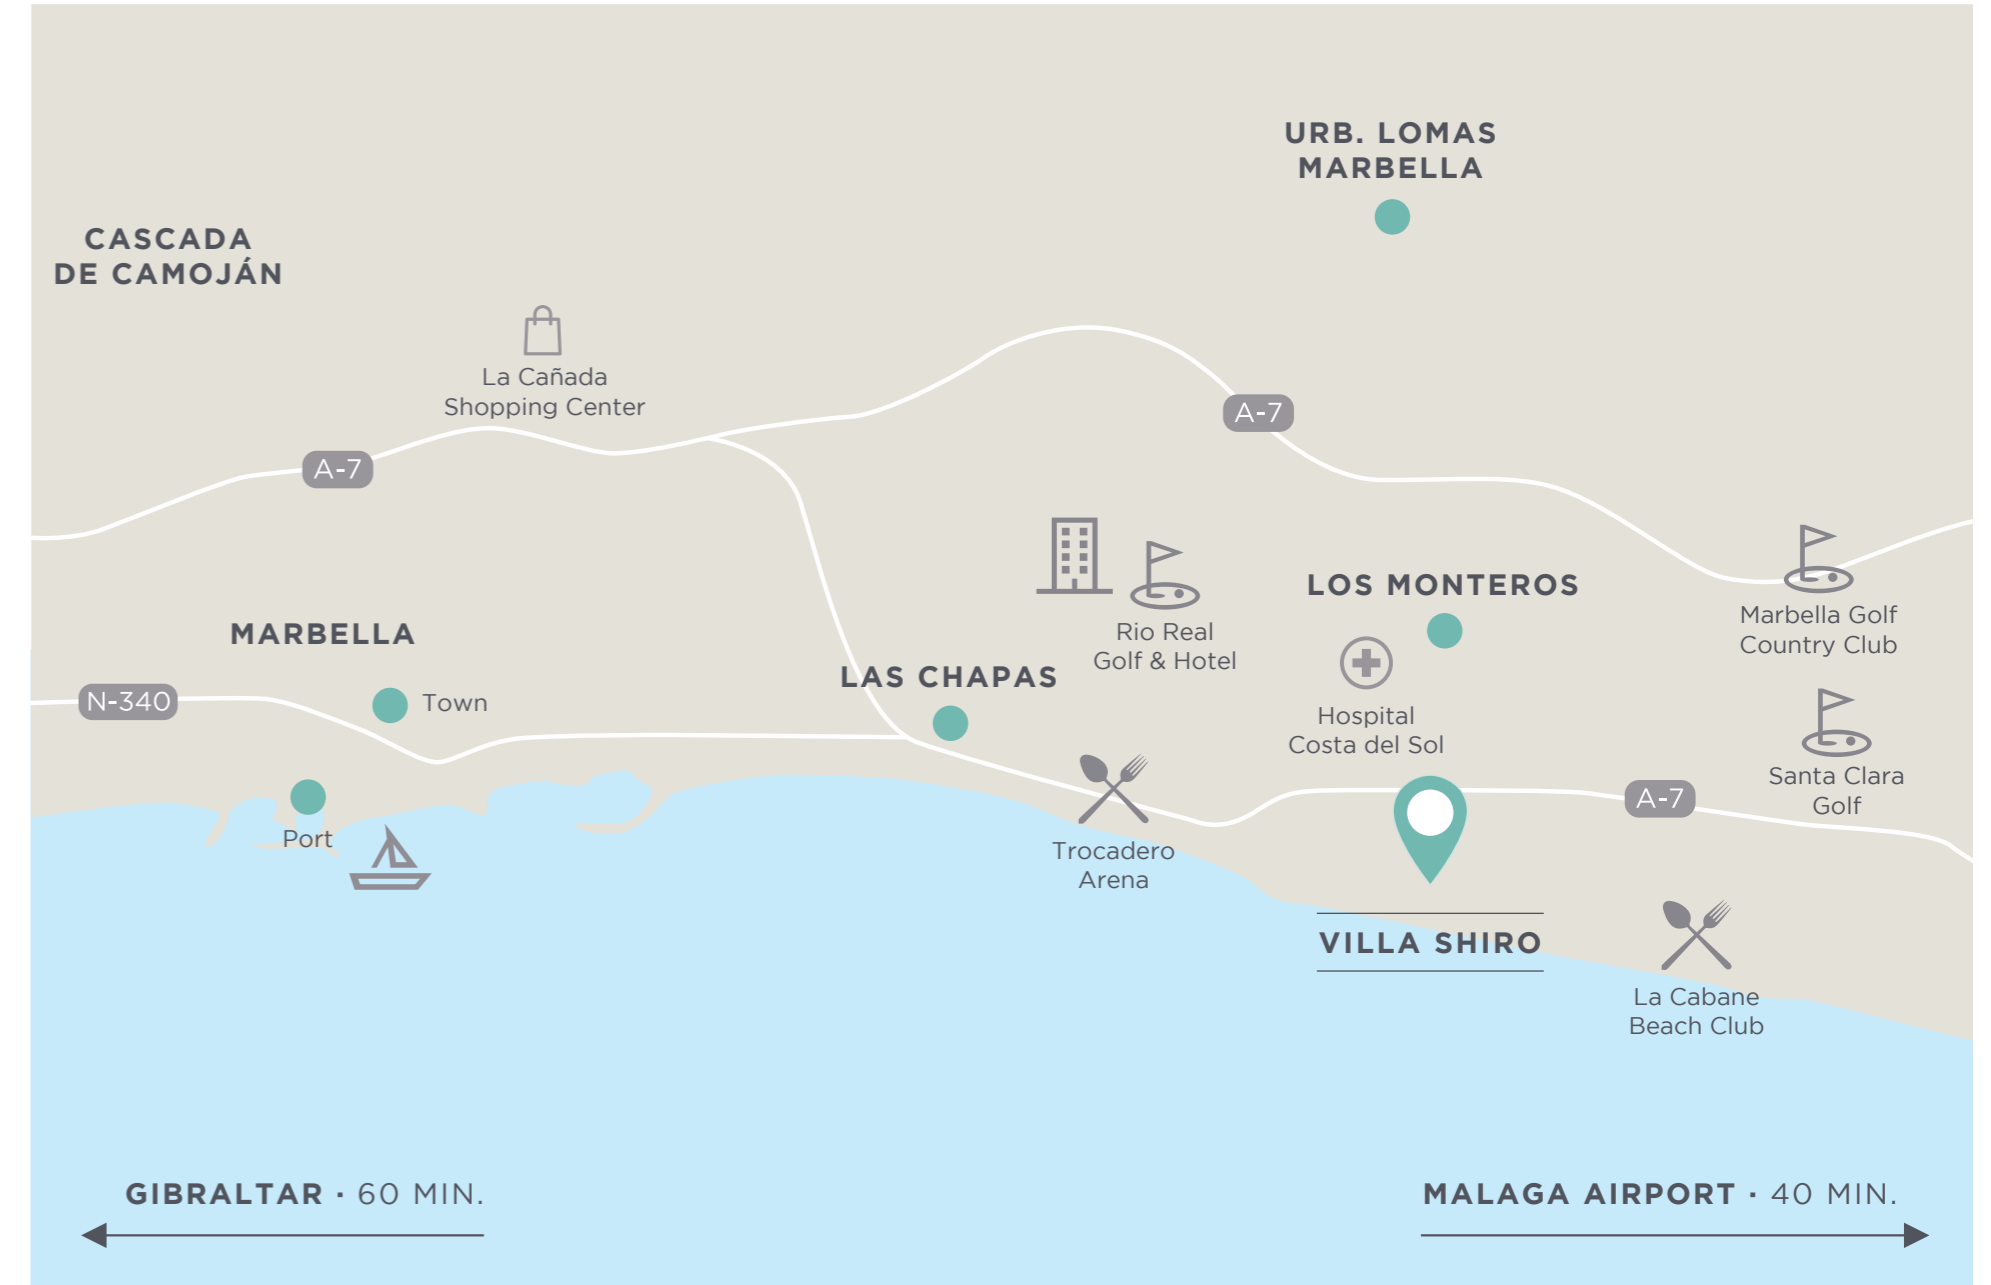 URB. LOMAS
MARBELLA
CASCADA
DE CAMOJÁN
La Cañada
Shopping Center
A-7
A-7
LOS MONTEROS
Marbella Golf
Country Club
Rio Real
Golf & Hotel
MARBELLA
LAS CHAPAS
N-340
Town
Hospital
Costa del Sol
Santa Clara
Golf
A-7
Port
Trocadero
Arena
VILLA SHIRO
La Cabane
Beach Club
GIBRALTAR · 60 MIN.
MALAGA AIRPORT · 40 MIN.